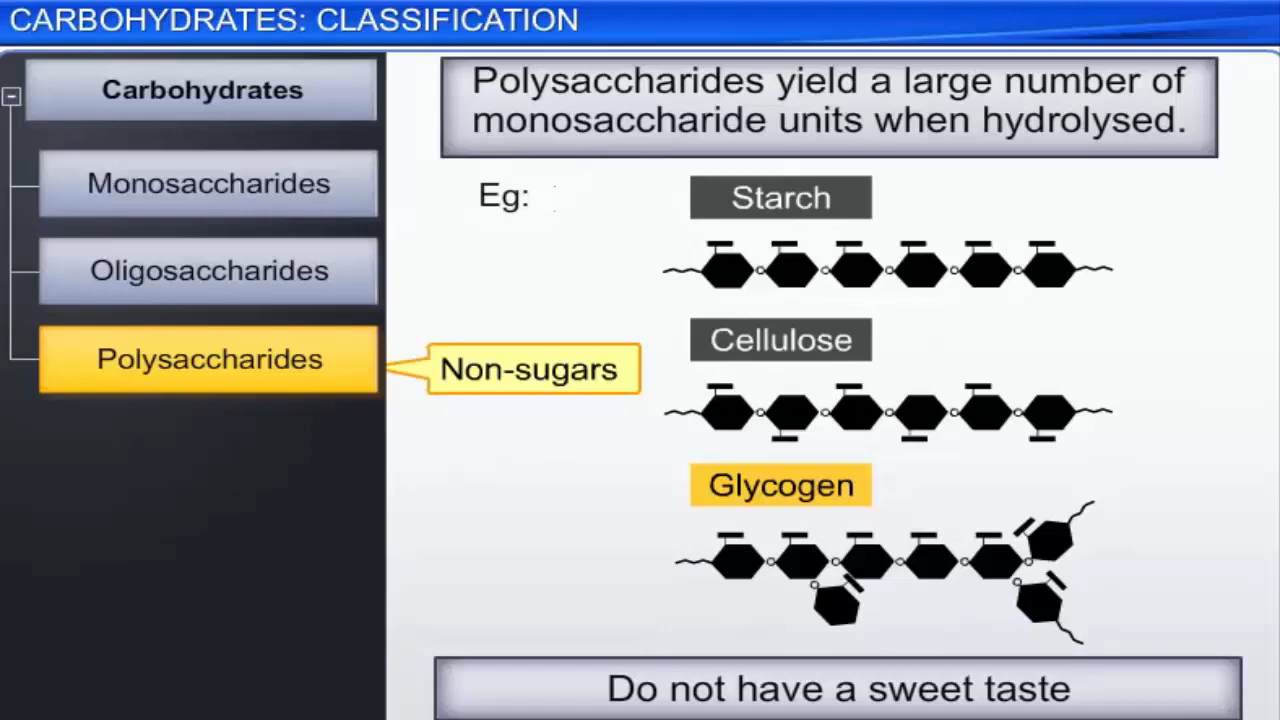 CARBOHYDRATES: CLASSIFICATION
Carbohydrates
Monosaccharides
Oligosaccharides
Polysaccharides
Non-sugars
Polysaccharides yield a large number of
monosaccharide units when hydrolysed.
Eg:
Starch
Cellulose
Glycogen
Do not have a sweet taste